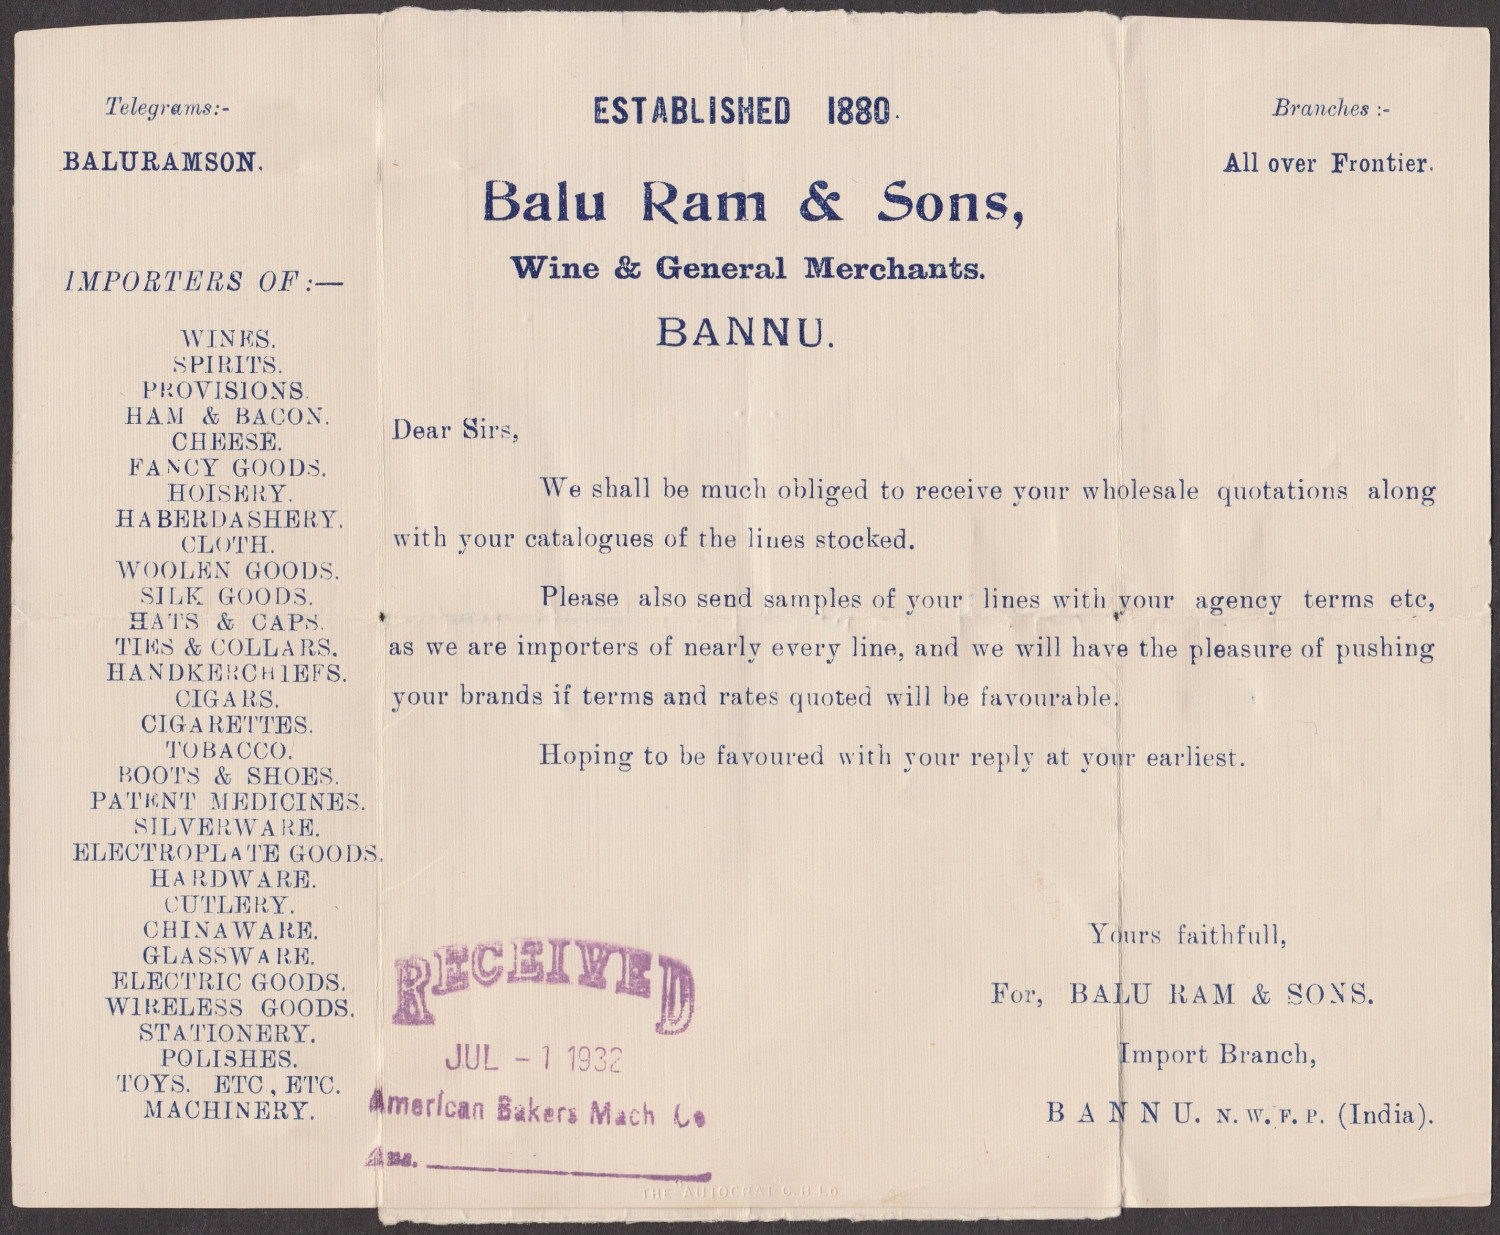 Telegrams:-
BALURAMSON.
ESTABLISHED 1880.
Branches :-
All over Frontier.
Balu Ram & Sons,
Wine & General Merchants.
BANNU.
IMPORTERS OF :—
WINES.
SPIRITS.
PROVISIONS.
HAM & BACON.
CHEESE.
FANCY GOODS.
HOISERY.
HABERDASHERY.
CLOTH.
WOOLEN GOODS.
SILK GOODS.
HATS & CAPS.
TIES & COLLARS.
HANDKERCHIEFS.
CIGARS.
CIGARETTES.
TOBACCO.
BOOTS & SHOES.
PATENT MEDICINES.
SILVERWARE.
ELECTROPLATE GOODS.
HARDWARE.
CUTLERY.
CHINAWARE.
GLASSWARE.
ELECTRIC GOODS.
WIRELESS GOODS.
STATIONERY.
POLISHES.
TOYS. ETC, ETC.
MACHINERY.
Dear Sirs,
We shall be much obliged to receive your wholesale quotations along
with your catalogues of the lines stocked.
Please also send samples of your lines with your agency terms etc,
as we are importers of nearly every line, and we will have the pleasure of pushing
your brands if terms and rates quoted will be favourable.
Hoping to be favoured with your reply at your earliest.
Yours faithfull,
For, BALU RAM & SONS.
Import Branch,
BANNU. N. W. F. P. (India).
RECEIVED
JUL - 1 1932
American Bakers Mach Co
Ans.
THE "AUTOCRAT"